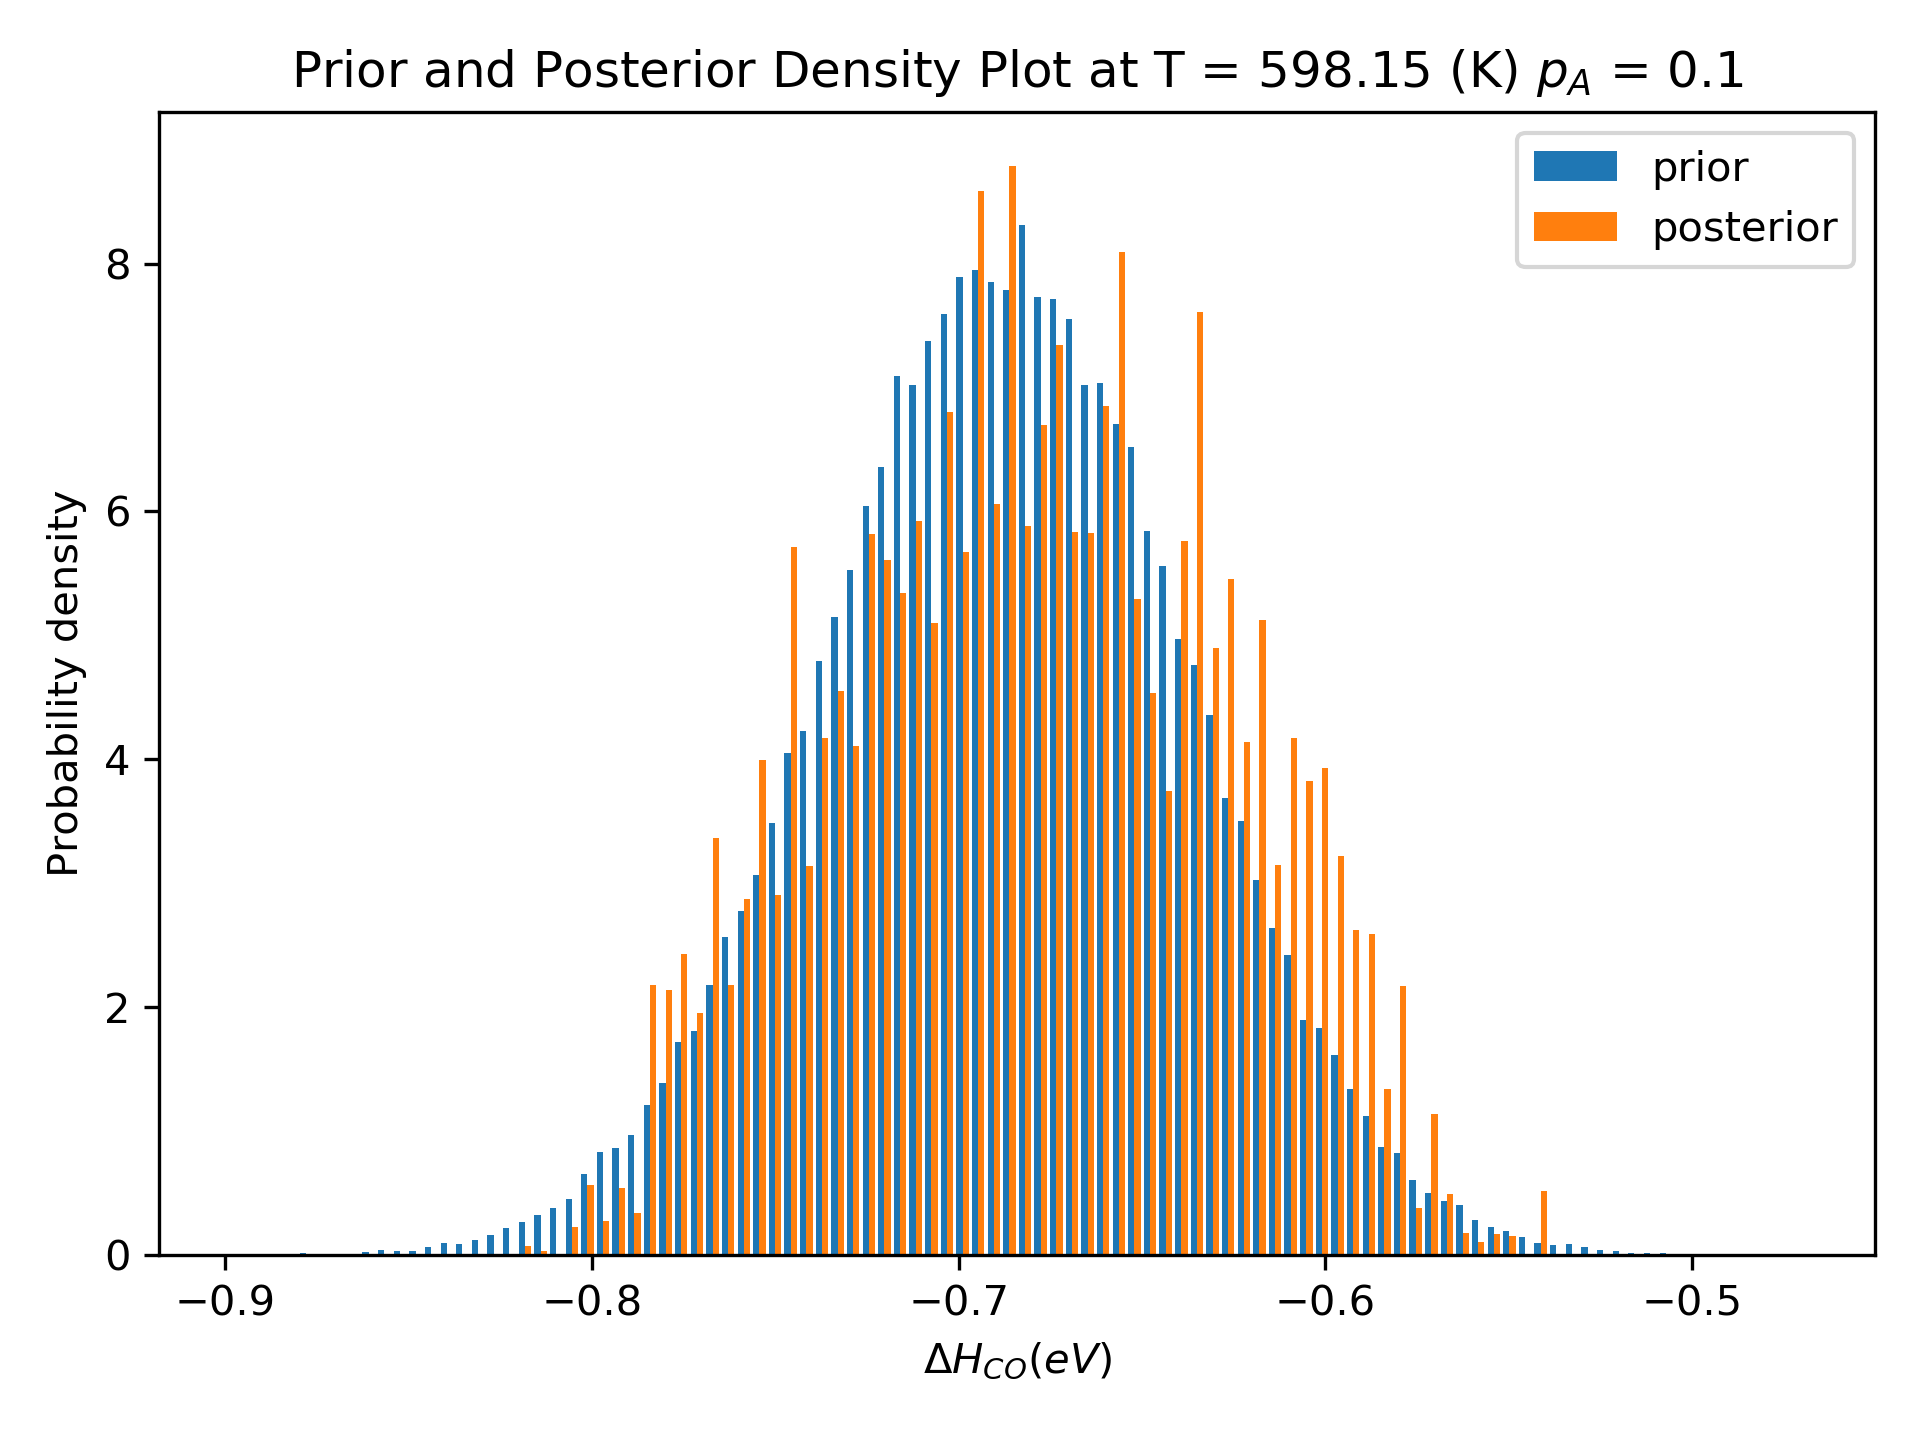 Prior and Posterior Density Plot at T = 598.15 (K) p_A = 0.1
prior
posterior
Probability density
8
6
4
2
0
−0.9 −0.8 −0.7 −0.6 −0.5
ΔH_CO(eV)